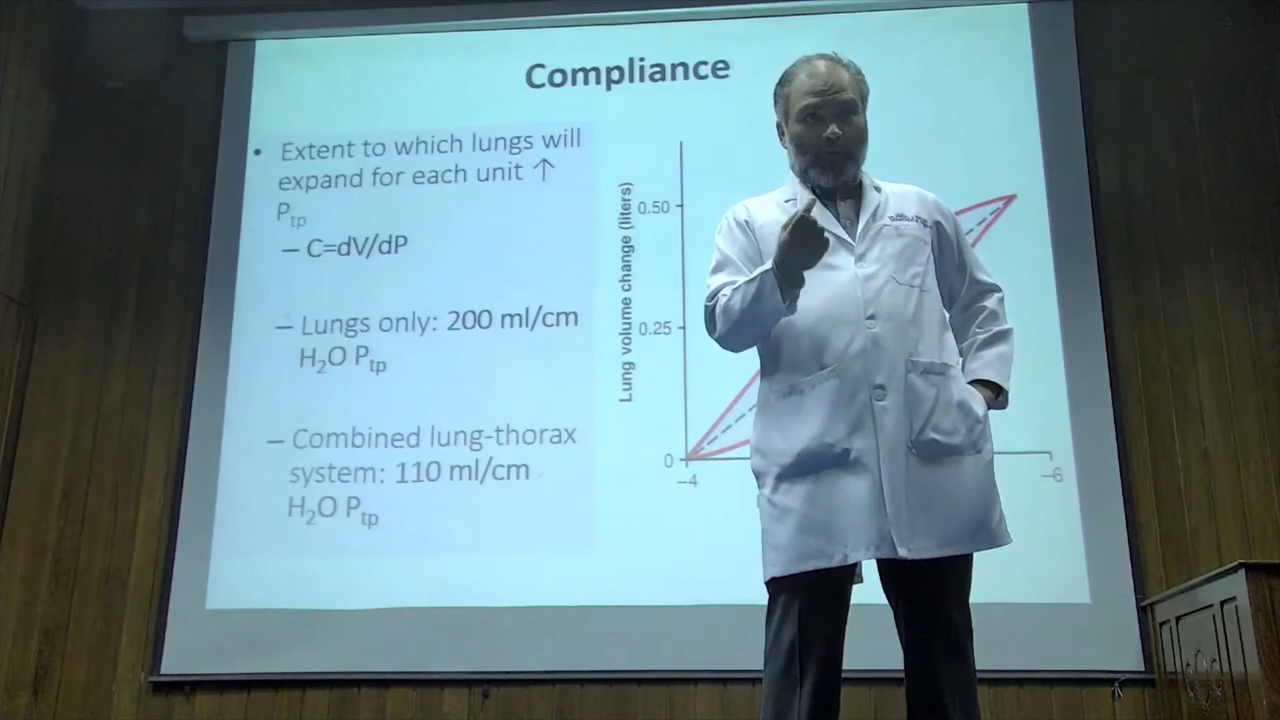 Compliance
• Extent to which lungs will
expand for each unit ↑
Ptp
– C=dV/dP
– Lungs only: 200 ml/cm
H₂O Ptp
– Combined lung-thorax
system: 110 ml/cm
H₂O Ptp
Lung volume change (liters)
0.50
0.25
0
–4
–6